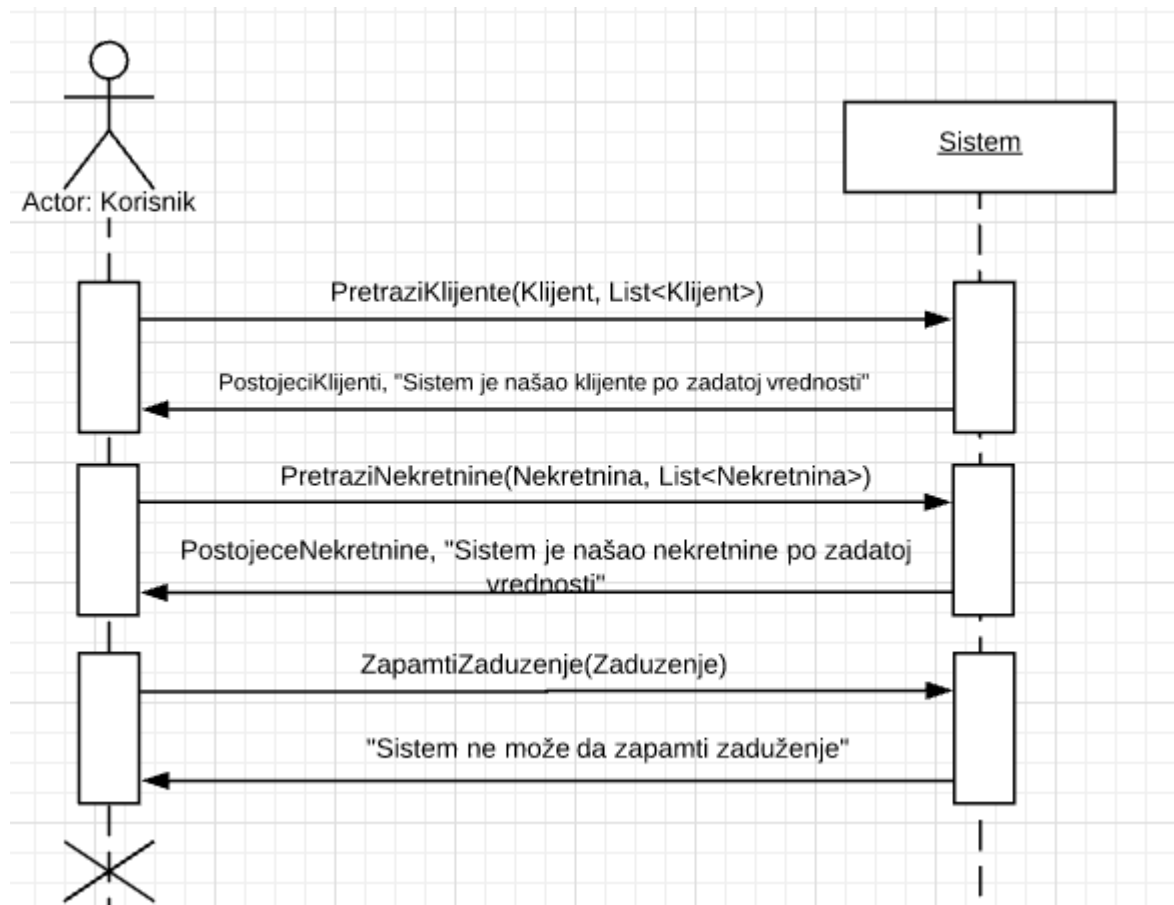 Sistem
Actor: Korisnik
PretraziKlijente(Klijent, List<Klijent>)
PostojeciKlijenti, "Sistem je našao klijente po zadatoj vrednosti"
PretraziNekretnine(Nekretnina, List<Nekretnina>)
PostojeceNekretnine, "Sistem je našao nekretnine po zadatoj
vrednosti"
ZapamtiZaduzenje(Zaduzenje)
"Sistem ne može da zapamti zaduženje"